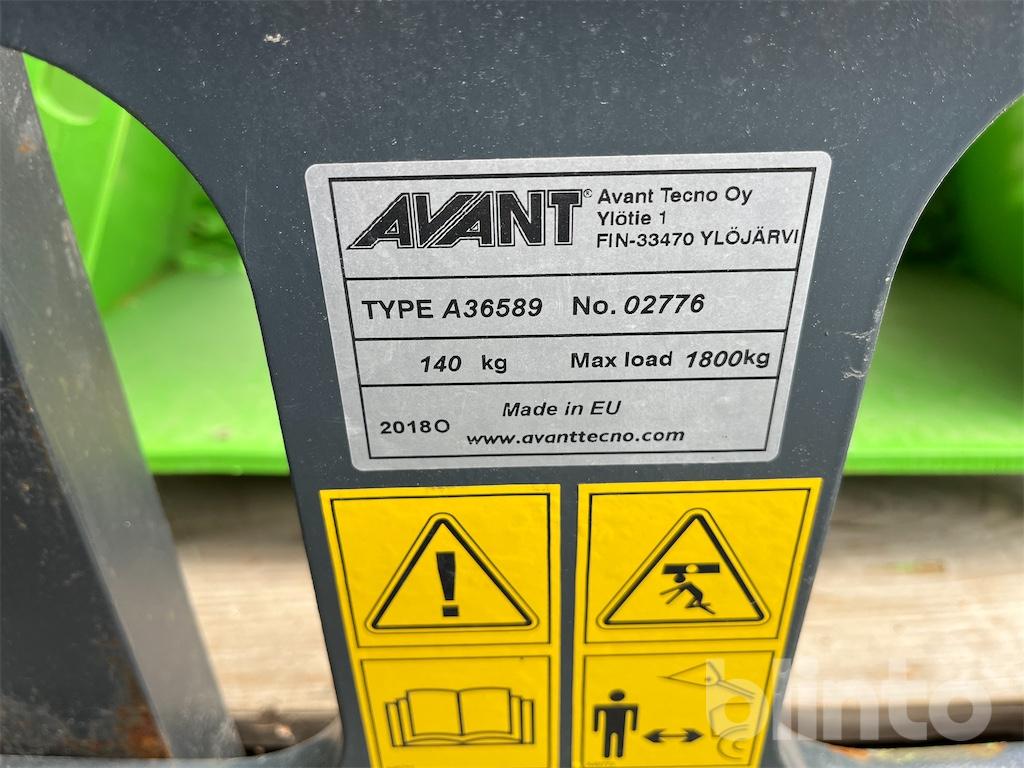 AVANT® Avant Tecno Oy
Ylötie 1
FIN-33470 YLÖJÄRVI
TYPE A36589 No. 02776
140 kg Max load 1800kg
2018O Made in EU
www.avanttecno.com
blinto